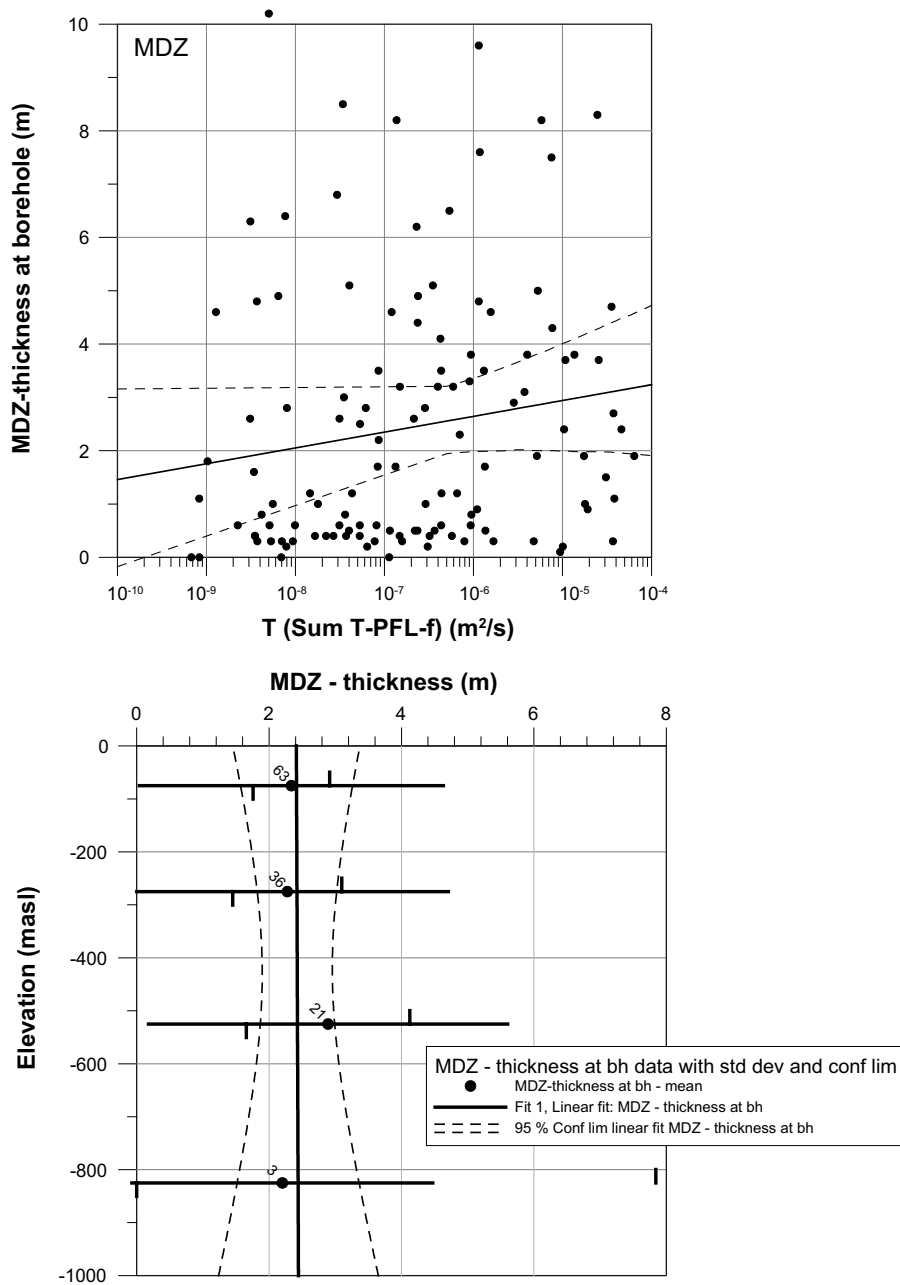 MDZ
MDZ-thickness at borehole (m)
10
8
6
4
2
0
10-10 10-9 10-8 10-7 10-6 10-5 10-4
T (Sum T-PFL-f) (m²/s)
MDZ - thickness (m)
0 2 4 6 8
Elevation (masl)
0
-200
-400
-600
-800
-1000
63
36
21
3
MDZ - thickness at bh data with std dev and conf lim
MDZ-thickness at bh - mean
Fit 1, Linear fit: MDZ - thickness at bh
95 % Conf lim linear fit MDZ - thickness at bh